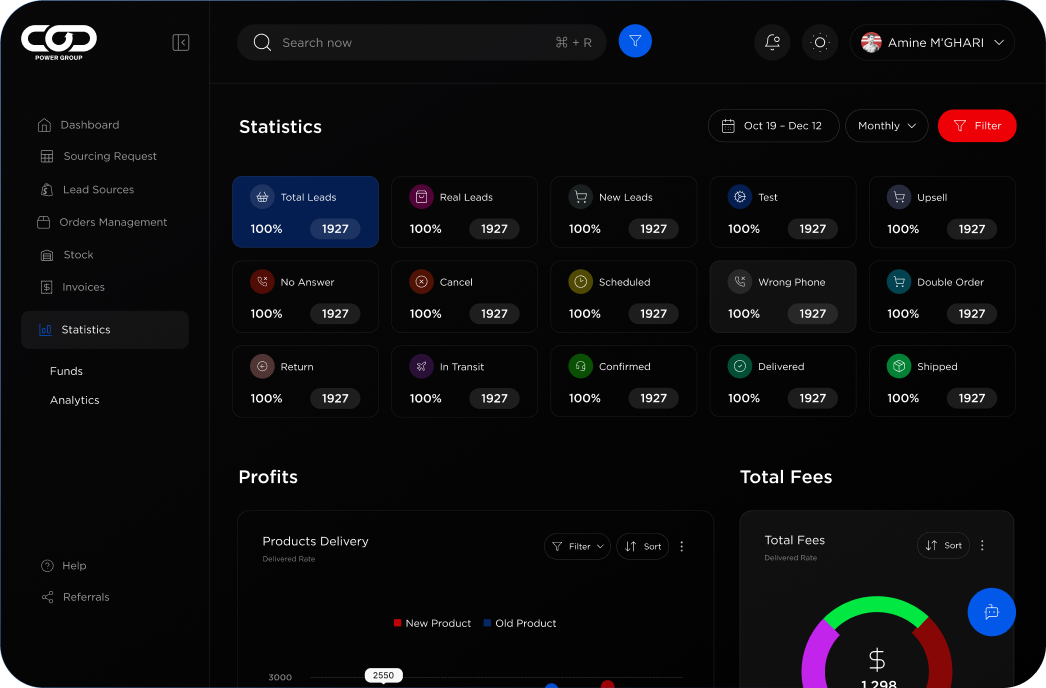 COD
POWER GROUP
Search now
⌘ + R
Amine M'GHARI
Dashboard
Sourcing Request
Lead Sources
Orders Management
Stock
Invoices
Statistics
Funds
Analytics
Help
Referrals
Statistics
Oct 19 – Dec 12
Monthly
Filter
Total Leads
100% 1927
Real Leads
100% 1927
New Leads
100% 1927
Test
100% 1927
Upsell
100% 1927
No Answer
100% 1927
Cancel
100% 1927
Scheduled
100% 1927
Wrong Phone
100% 1927
Double Order
100% 1927
Return
100% 1927
In Transit
100% 1927
Confirmed
100% 1927
Delivered
100% 1927
Shipped
100% 1927
Profits
Products Delivery
Delivered Rate
Filter
Sort
New Product
Old Product
3000
2550
Total Fees
Total Fees
Delivered Rate
Sort
$
1,298